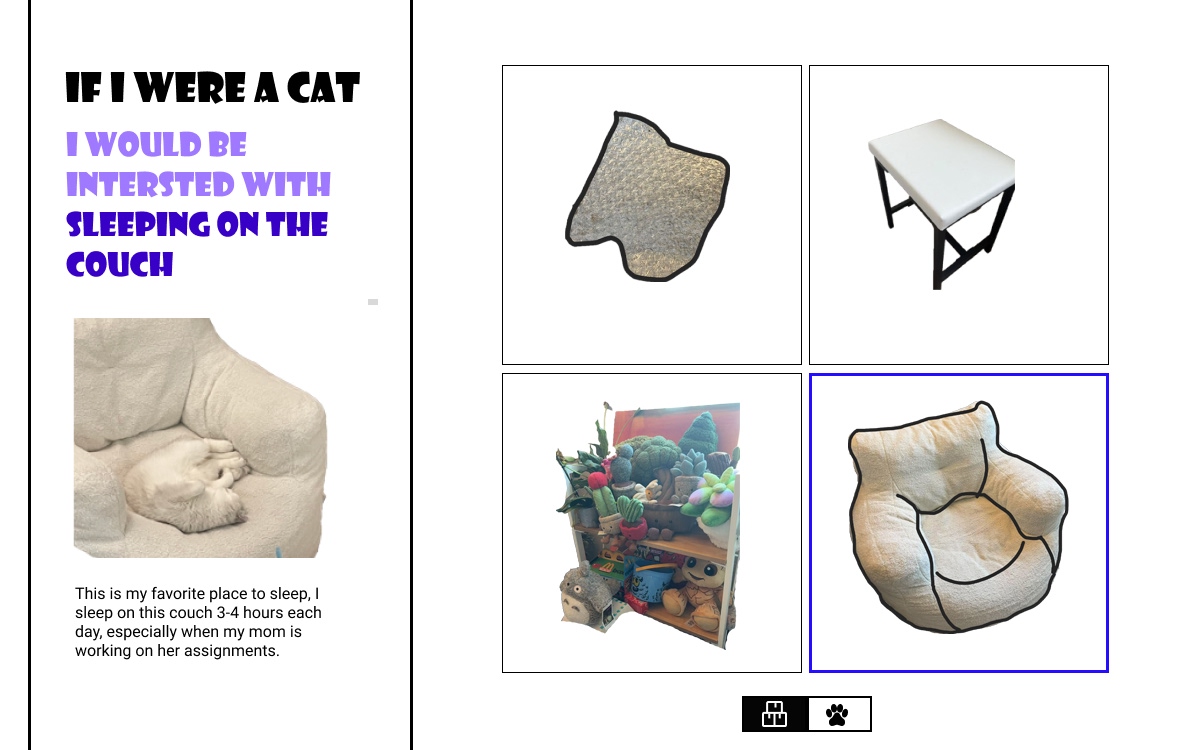 IF I WERE A CAT
I WOULD BE
INTERSTED WITH
SLEEPING ON THE
COUCH
This is my favorite place to sleep, I
sleep on this couch 3-4 hours each
day, especially when my mom is
working on her assignments.